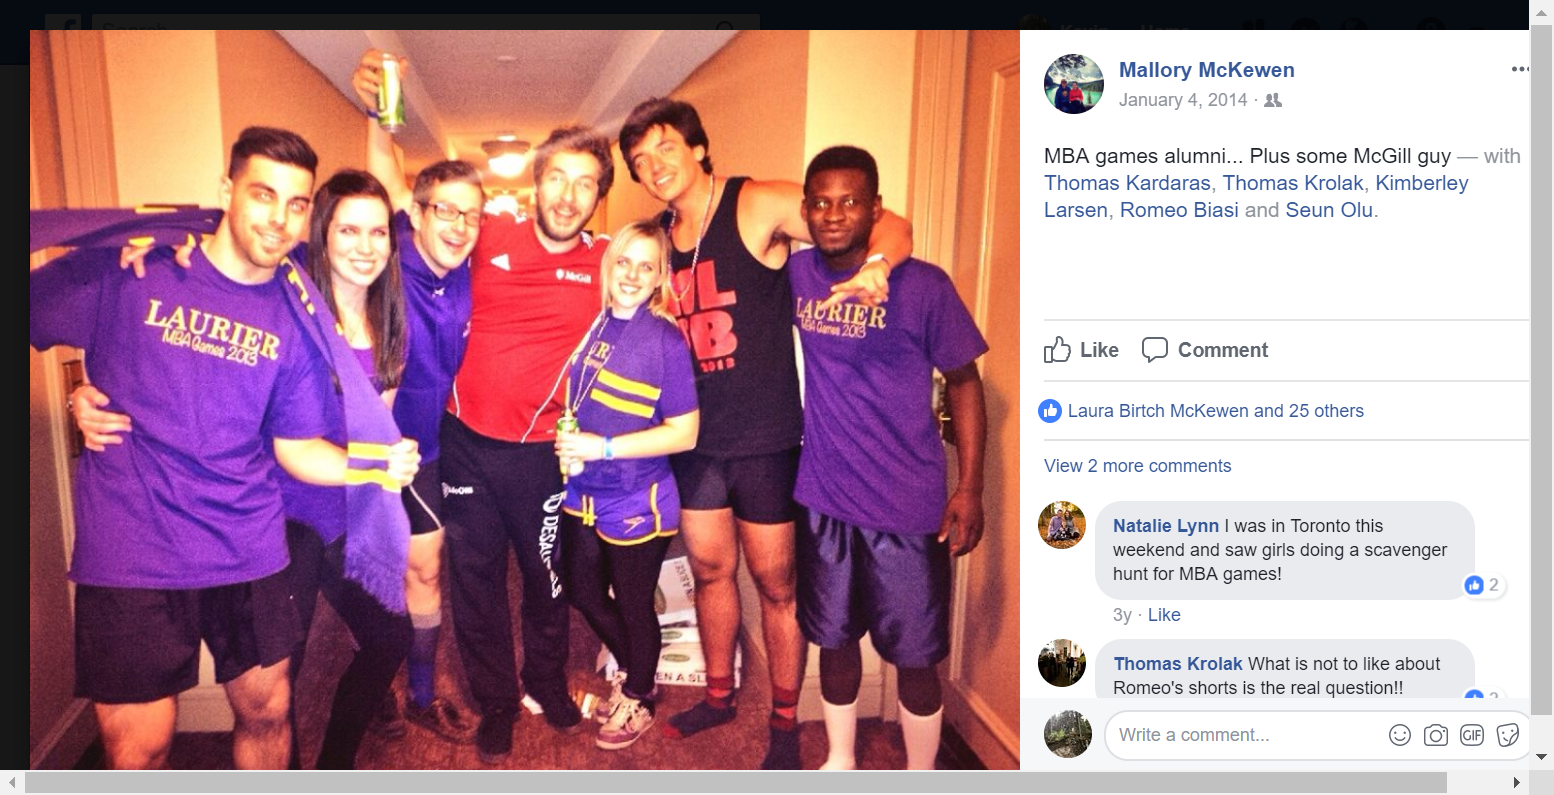 Search
Mallory McKewen
January 4, 2014 ·
MBA games alumni... Plus some McGill guy — with
Thomas Kardaras, Thomas Krolak, Kimberley
Larsen, Romeo Biasi and Seun Olu.
Like Comment
Laura Birtch McKewen and 25 others
View 2 more comments
Natalie Lynn I was in Toronto this
weekend and saw girls doing a scavenger
hunt for MBA games!
2
3y · Like
Thomas Krolak What is not to like about
Romeo's shorts is the real question!!
2
Write a comment...
GIF
LAURIER
MBA Games 2013
McGill
McGill
2013
LAURIER
MBA Games 2013